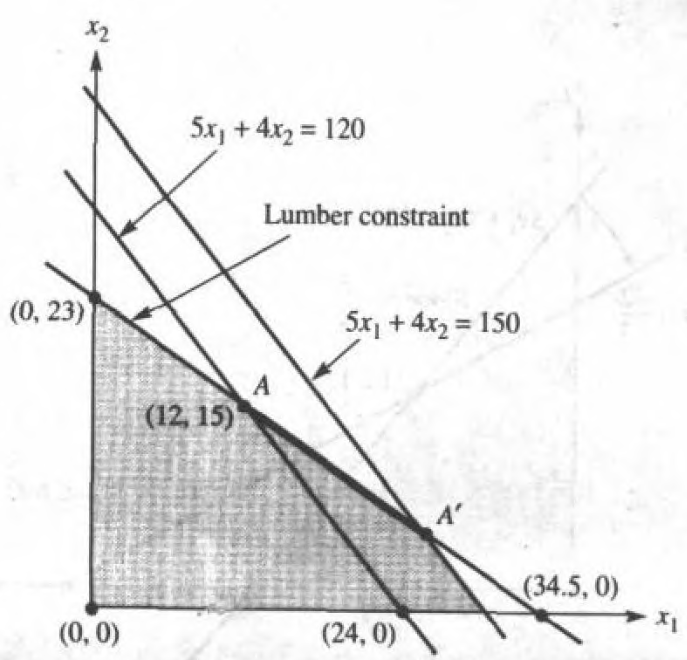 x₂
5x₁ + 4x₂ = 120
Lumber constraint
(0, 23)
5x₁ + 4x₂ = 150
A
(12, 15)
A′
(34.5, 0)
x₁
(0, 0)
(24, 0)